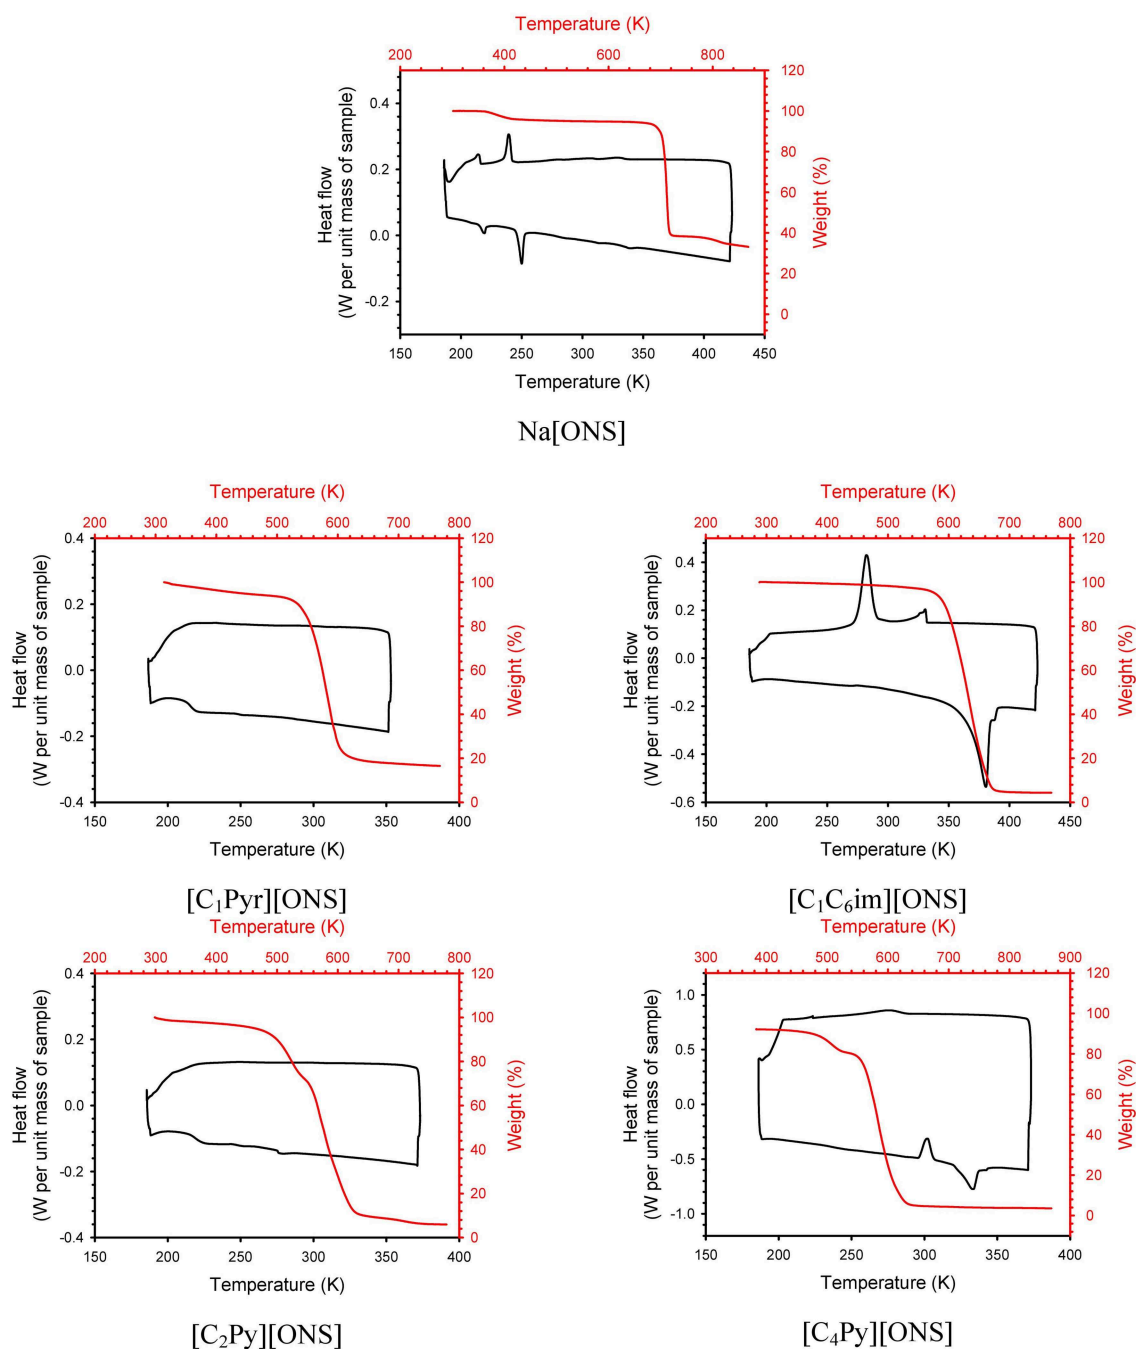 Temperature (K)
200 400 600 800
120
100
80
60
40
20
0
Weight (%)
0.4
0.2
0.0
-0.2
Heat flow
(W per unit mass of sample)
150 200 250 300 350 400 450
Temperature (K)
Na[ONS]
Temperature (K)
200 300 400 500 600 700 800
0.4
0.2
0.0
-0.2
-0.4
Heat flow
(W per unit mass of sample)
120
100
80
60
40
20
0
Weight (%)
150 200 250 300 350 400
Temperature (K)
[C₁Pyr][ONS]
Temperature (K)
200 300 400 500 600 700 800
0.4
0.2
0.0
-0.2
-0.4
-0.6
Heat flow
(W per unit mass of sample)
120
100
80
60
40
20
0
Weight (%)
150 200 250 300 350 400 450
Temperature (K)
[C₁C₆im][ONS]
Temperature (K)
200 300 400 500 600 700 800
0.4
0.2
0.0
-0.2
-0.4
Heat flow
(W per unit mass of sample)
120
100
80
60
40
20
0
Weight (%)
150 200 250 300 350 400
Temperature (K)
[C₂Py][ONS]
Temperature (K)
300 400 500 600 700 800 900
1.0
0.5
0.0
-0.5
-1.0
Heat flow
(W per unit mass of sample)
120
100
80
60
40
20
0
Weight (%)
150 200 250 300 350 400
Temperature (K)
[C₄Py][ONS]